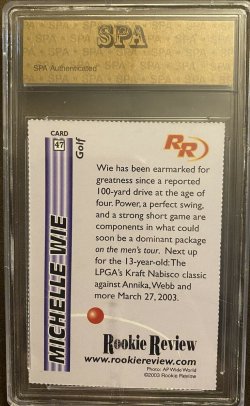 SPA
SPA Authenticated
CARD
47
Golf
MICHELLE WIE
RR
Wie has been earmarked for
greatness since a reported
100-yard drive at the age of
four. Power, a perfect swing,
and a strong short game are
components in what could
soon be a dominant package
on the men's tour. Next up
for the 13-year-old: The
LPGA's Kraft Nabisco classic
against Annika, Webb and
more March 27, 2003.
Rookie Review
www.rookiereview.com
Photo: AP Wide World
©2003 Rookie Review